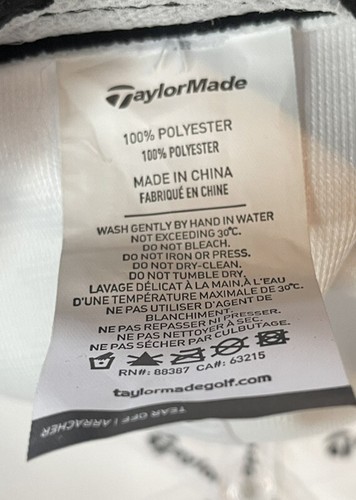 TaylorMade
100% POLYESTER
100% POLYESTER
MADE IN CHINA
FABRIQUÉ EN CHINE
WASH GENTLY BY HAND IN WATER
NOT EXCEEDING 30°C.
DO NOT BLEACH.
DO NOT IRON OR PRESS.
DO NOT DRY-CLEAN.
DO NOT TUMBLE DRY.
LAVAGE DÉLICAT À LA MAIN,À L'EAU
D'UNE TEMPÉRATURE MAXIMALE DE 30°C.
NE PAS UTILISER D'AGENT DE
BLANCHIMENT.
NE PAS REPASSER NI PRESSER.
NE PAS NETTOYER À SEC.
NE PAS SÉCHER PAR CULBUTAGE.
RN#: 88387 CA#: 63215
taylormadegolf.com
TEAR OFF | ARRACHER